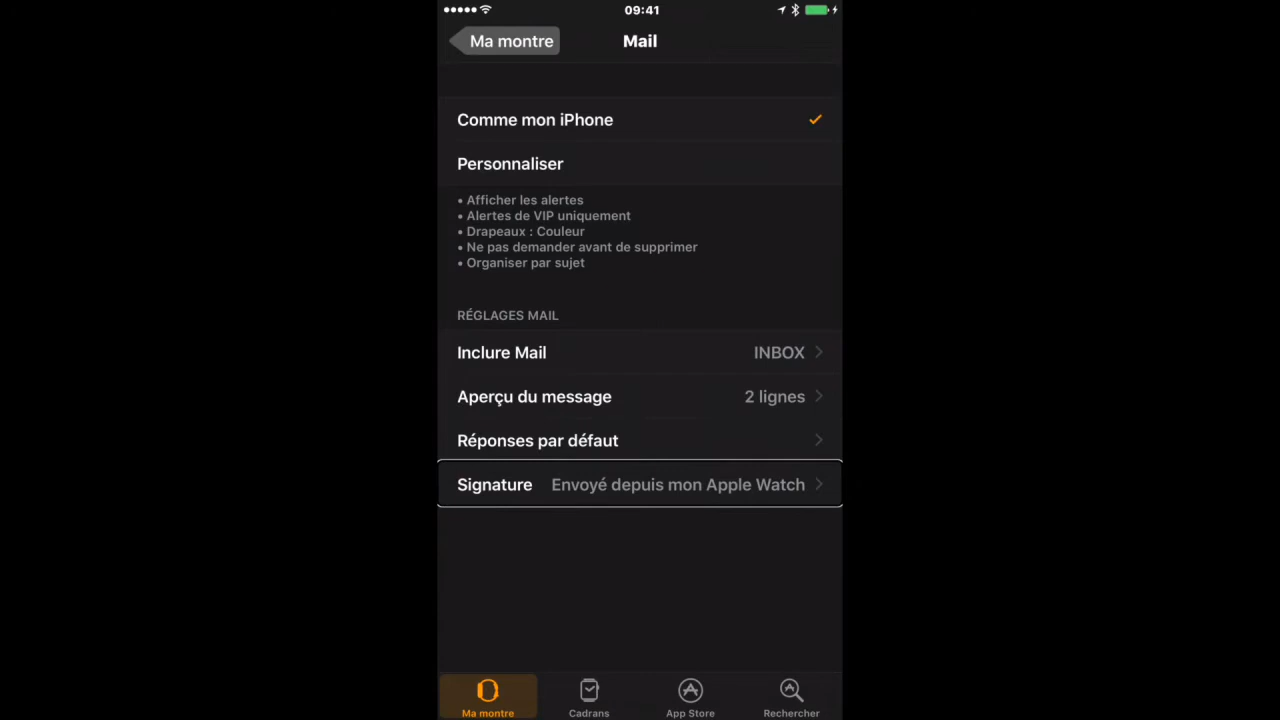 09:41
Ma montre
Mail
Comme mon iPhone
Personnaliser
• Afficher les alertes
• Alertes de VIP uniquement
• Drapeaux : Couleur
• Ne pas demander avant de supprimer
• Organiser par sujet
RÉGLAGES MAIL
Inclure Mail INBOX
Aperçu du message 2 lignes
Réponses par défaut
Signature Envoyé depuis mon Apple Watch
Ma montre Cadrans App Store Rechercher